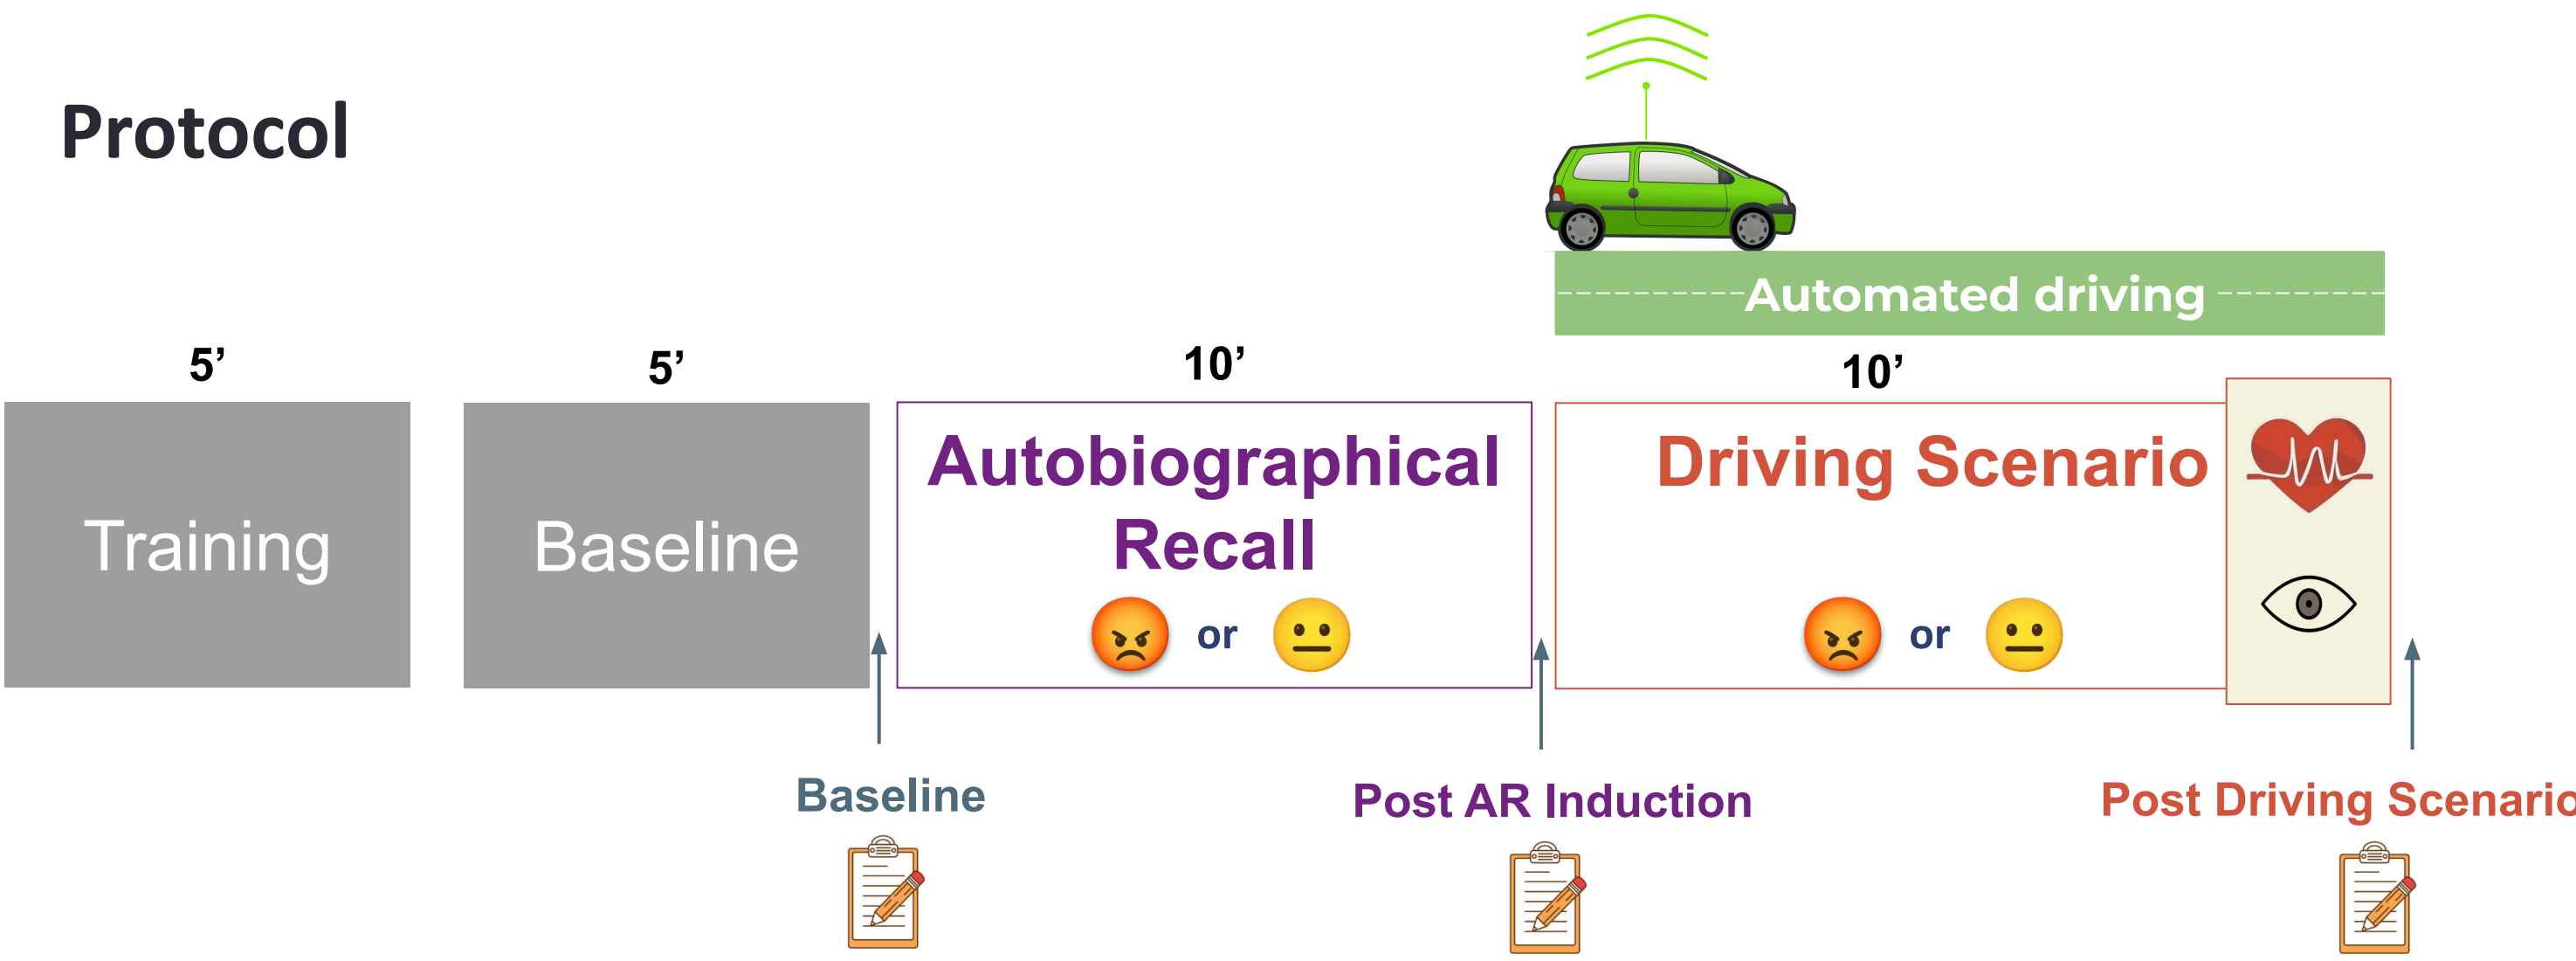 Protocol
Automated driving
5’
5’
10’
10’
Training
Baseline
Autobiographical
Recall
or
Driving Scenario
or
Baseline
Post AR Induction
Post Driving Scenario